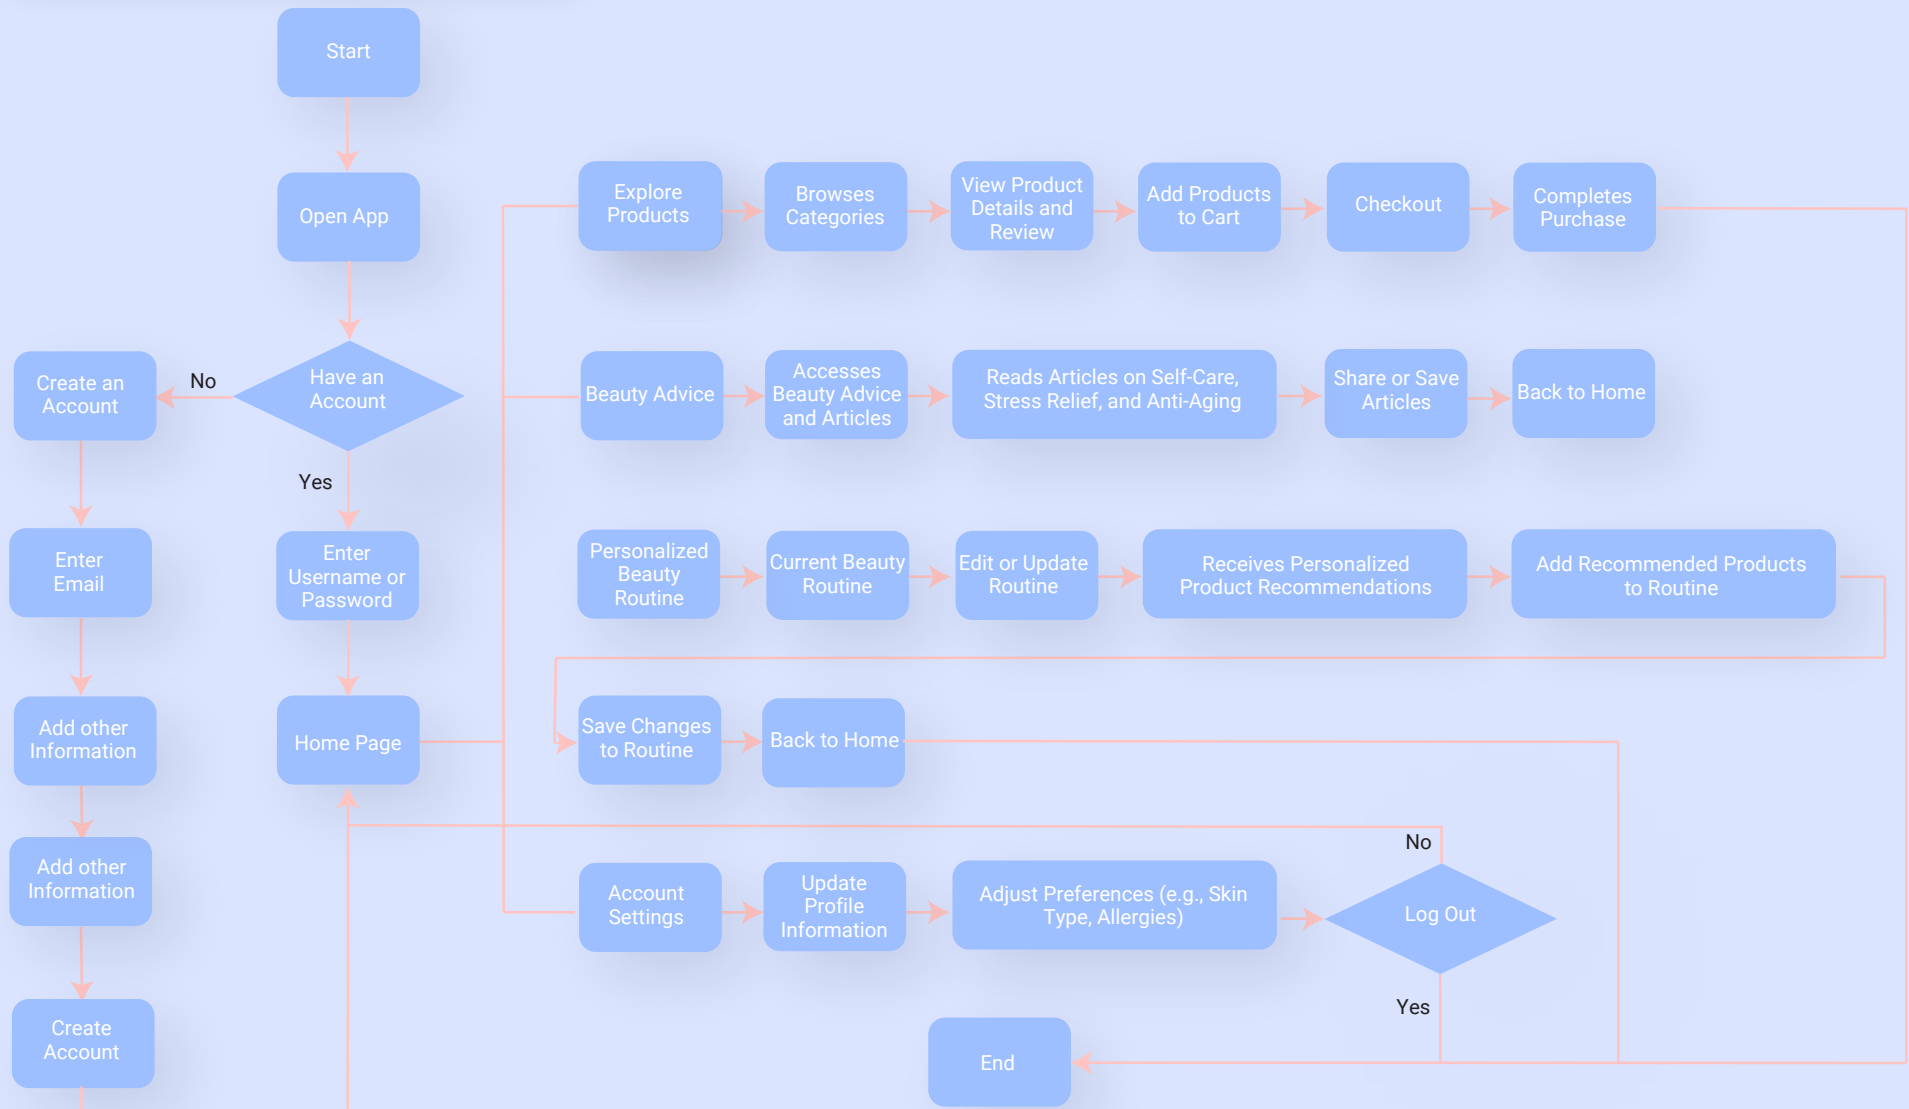 Start
Open App
Have an
Account
No
Yes
Create an
Account
Enter
Email
Add other
Information
Add other
Information
Create
Account
Enter
Username or
Password
Home Page
Explore
Products
Browses
Categories
View Product
Details and
Review
Add Products
to Cart
Checkout
Completes
Purchase
Beauty Advice
Accesses
Beauty Advice
and Articles
Reads Articles on Self-Care,
Stress Relief, and Anti-Aging
Share or Save
Articles
Back to Home
Personalized
Beauty
Routine
Current Beauty
Routine
Edit or Update
Routine
Receives Personalized
Product Recommendations
Add Recommended Products
to Routine
Save Changes
to Routine
Back to Home
Account
Settings
Update
Profile
Information
Adjust Preferences (e.g., Skin
Type, Allergies)
Log Out
No
Yes
End